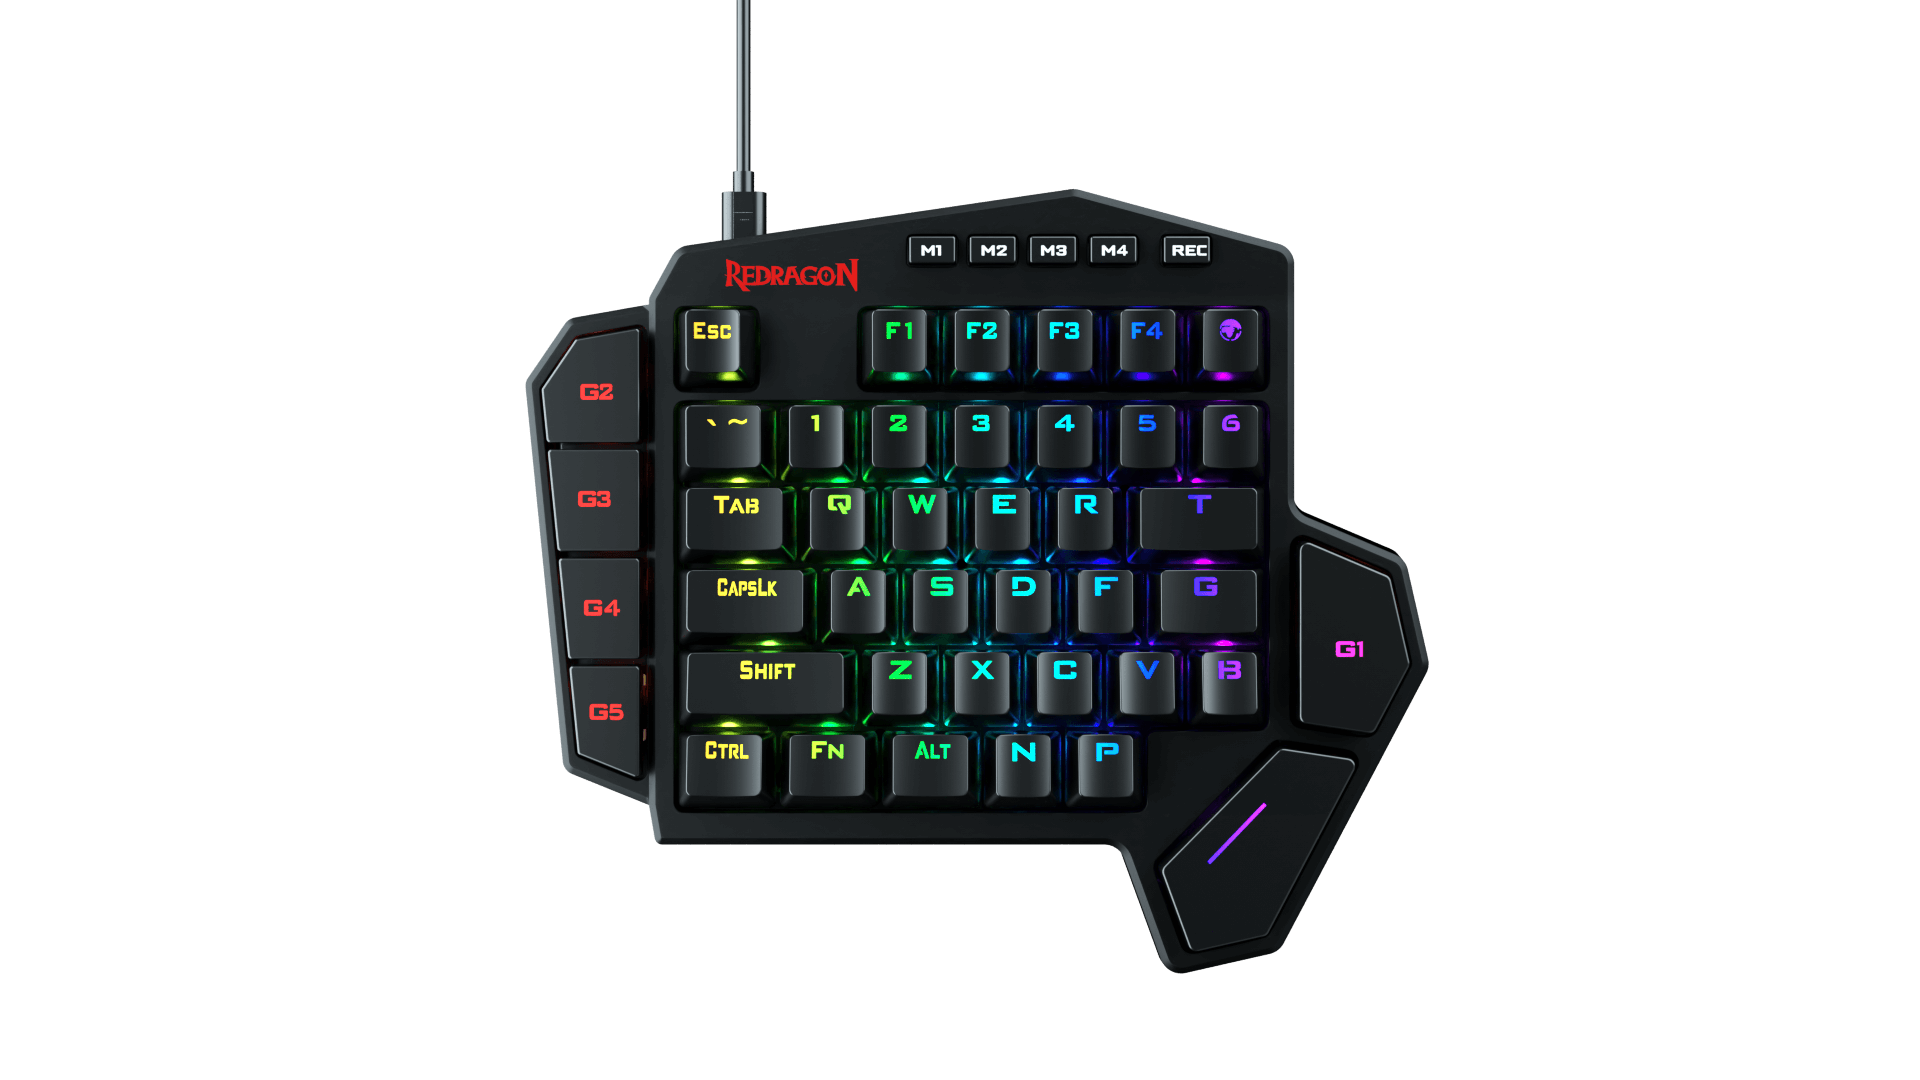 M1 M2 M3 M4 REC
REDRAGON
Esc F1 F2 F3 F4
` ~ 1 2 3 4 5 6
G2
Tab Q W E R T
G3
CapsLk A S D F G
G4
Shift Z X C V B
G1
G5
Ctrl Fn Alt N P